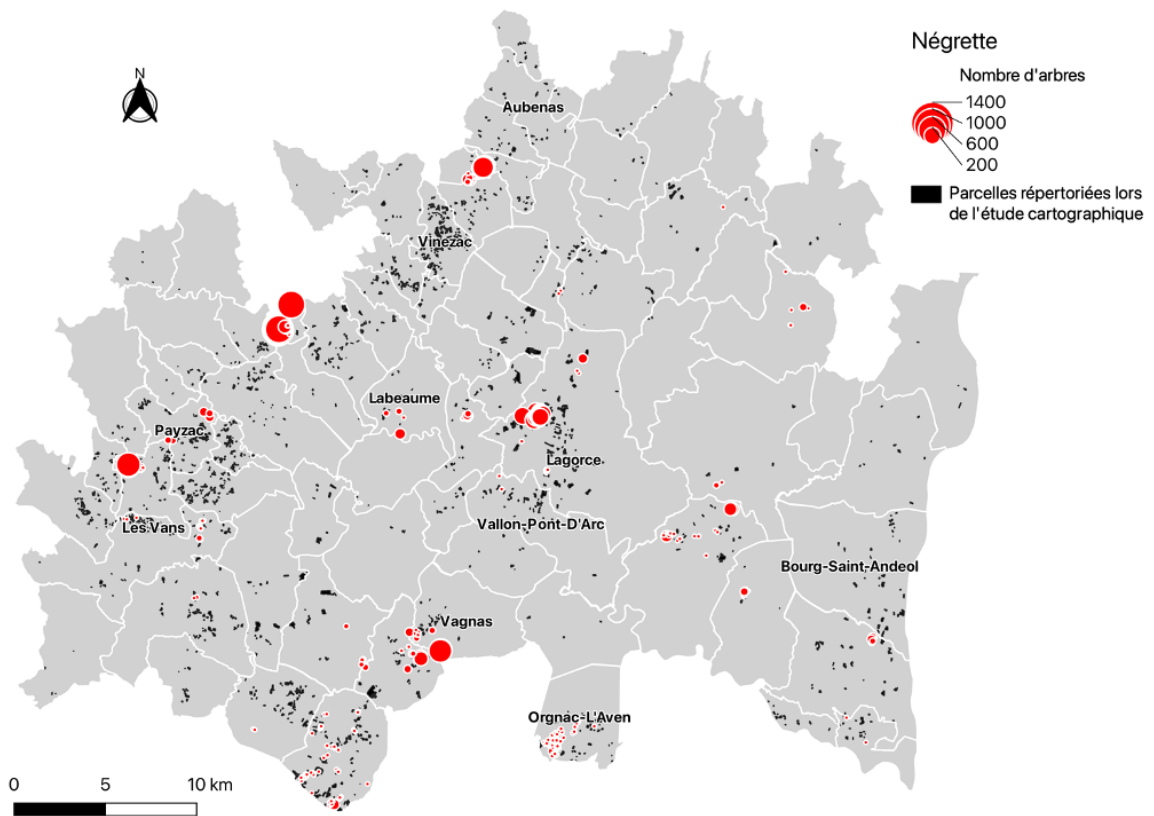 Négrette
Nombre d'arbres
1400
1000
600
200
Parcelles répertoriées lors
de l'étude cartographique
N
Aubenas
Vinezac
Labeaume
Payzac
Lagorce
Les Vans
Vallon-Pont-D'Arc
Bourg-Saint-Andeol
Vagnas
Orgnac-L'Aven
0 5 10 km